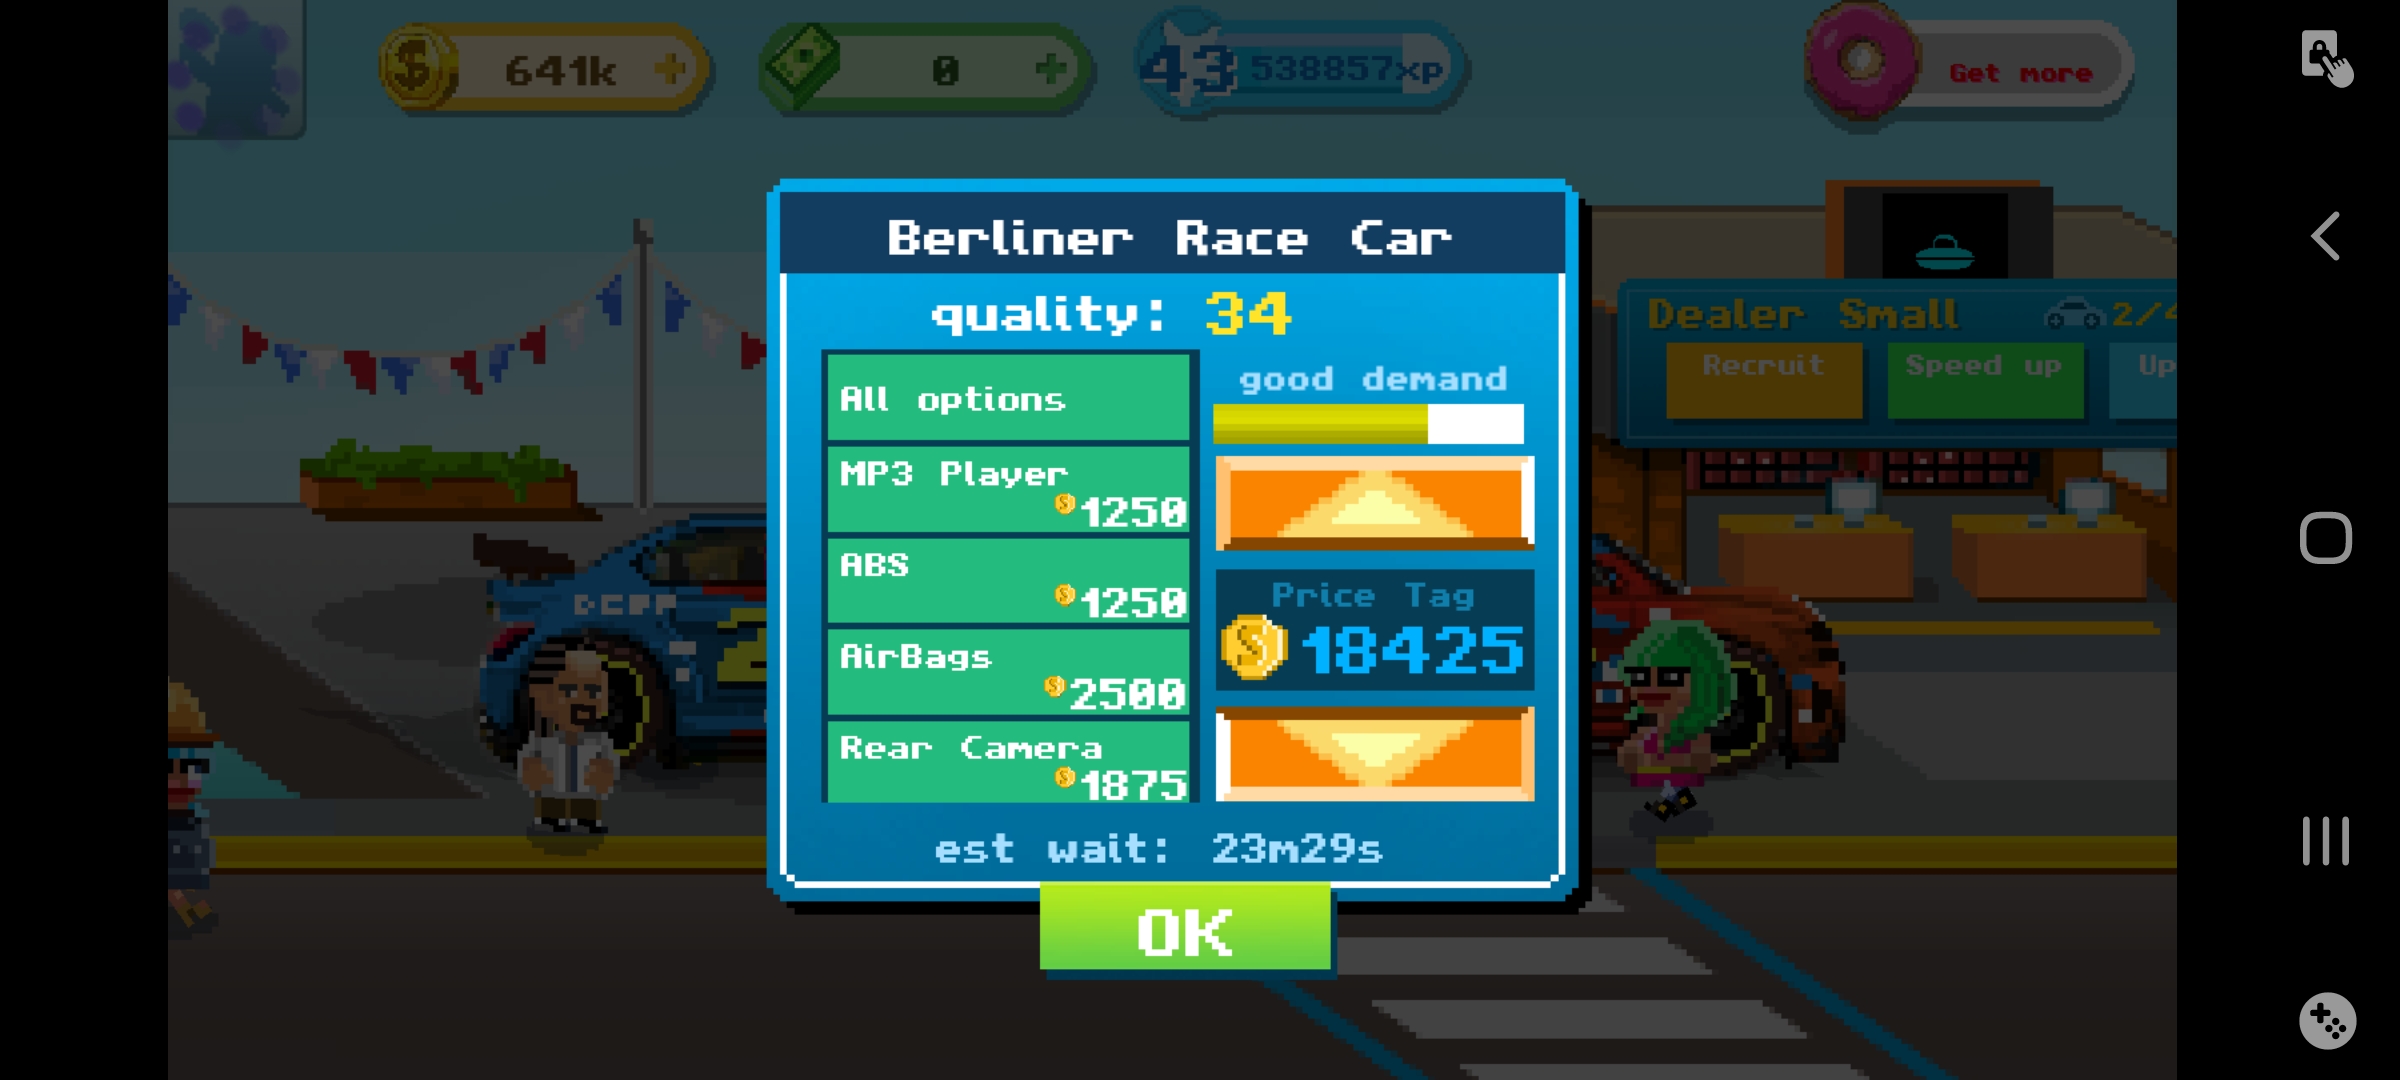 641k
0
43 538857xp
Get more
Berliner Race Car
quality: 34
All options
MP3 Player
1250
ABS
1250
AirBags
2500
Rear Camera
1875
good demand
Price Tag
18425
est wait: 23m29s
OK
Dealer Small 2/4
Recruit
Speed up
Up